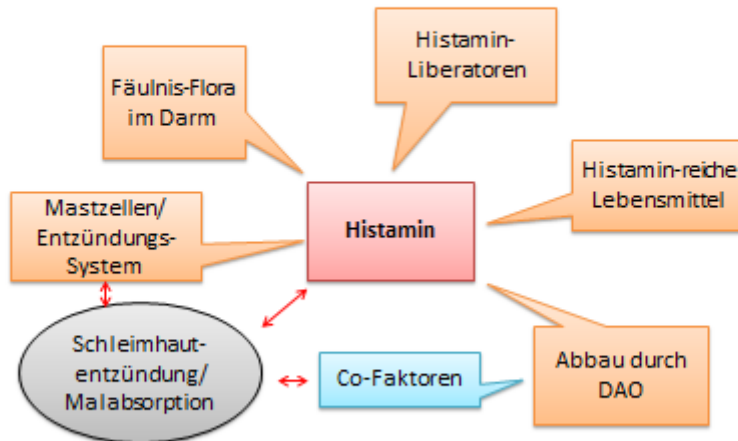 Histamin-
Liberatoren
Fäulnis-Flora
im Darm
Histamin-reiche
Lebensmittel
Mastzellen/
Entzündungs-
System
Histamin
Schleimhaut-
entzündung/
Malabsorption
Co-Faktoren
Abbau durch
DAO